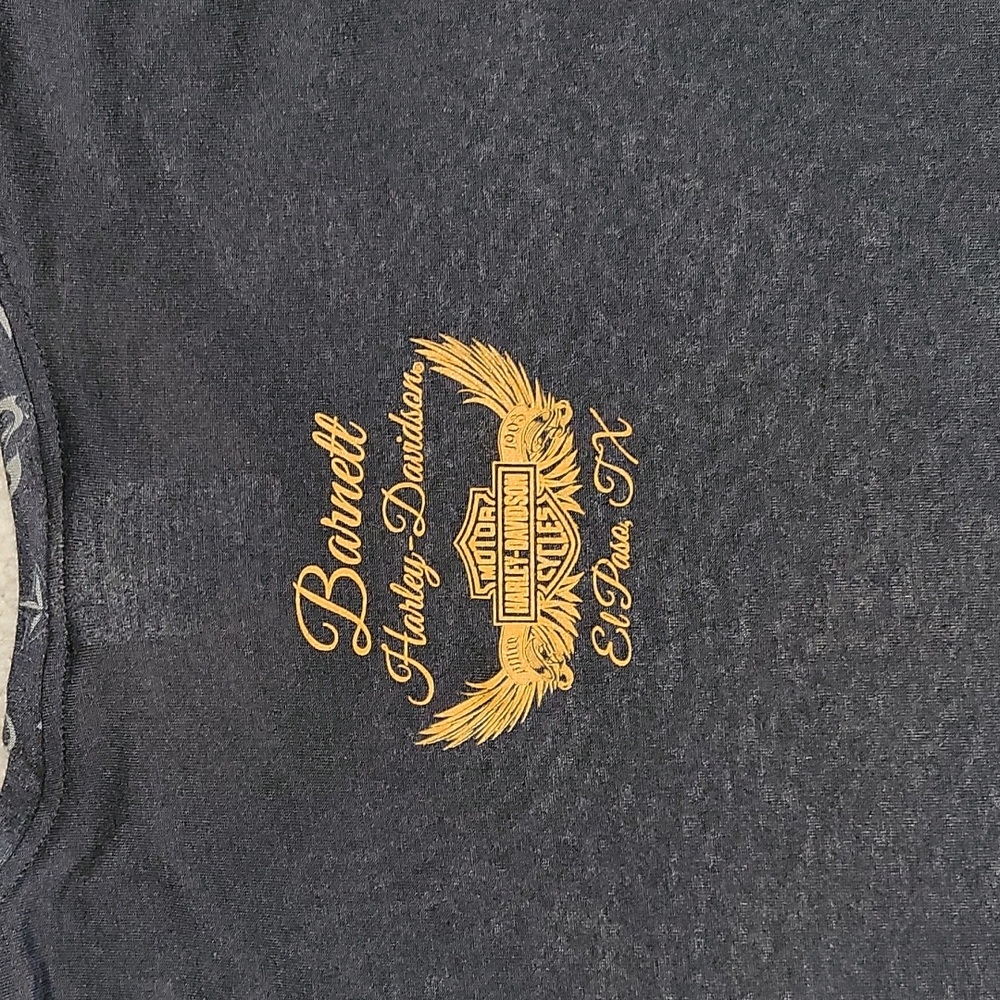 Barnett
Harley-Davidson®
MOTOR
HARLEY-DAVIDSON
CYCLES
El Paso, TX